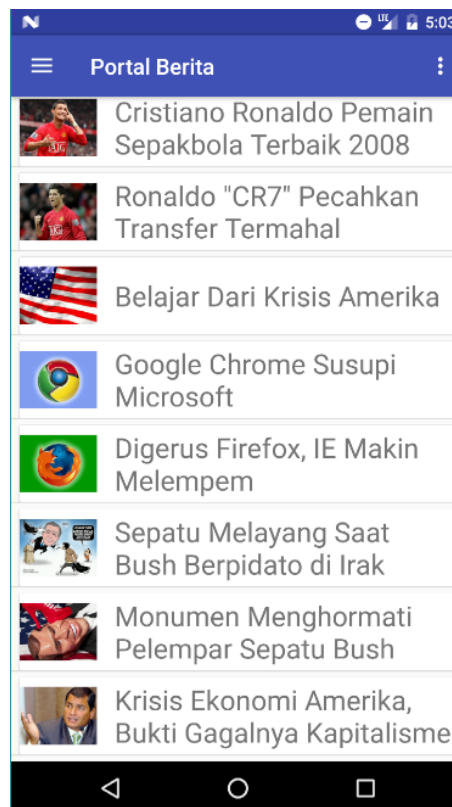 LTE 5:03
Portal Berita
Cristiano Ronaldo Pemain
Sepakbola Terbaik 2008
Ronaldo "CR7" Pecahkan
Transfer Termahal
Belajar Dari Krisis Amerika
Google Chrome Susupi
Microsoft
Digerus Firefox, IE Makin
Melempem
Sepatu Melayang Saat
Bush Berpidato di Irak
Monumen Menghormati
Pelempar Sepatu Bush
Krisis Ekonomi Amerika,
Bukti Gagalnya Kapitalisme